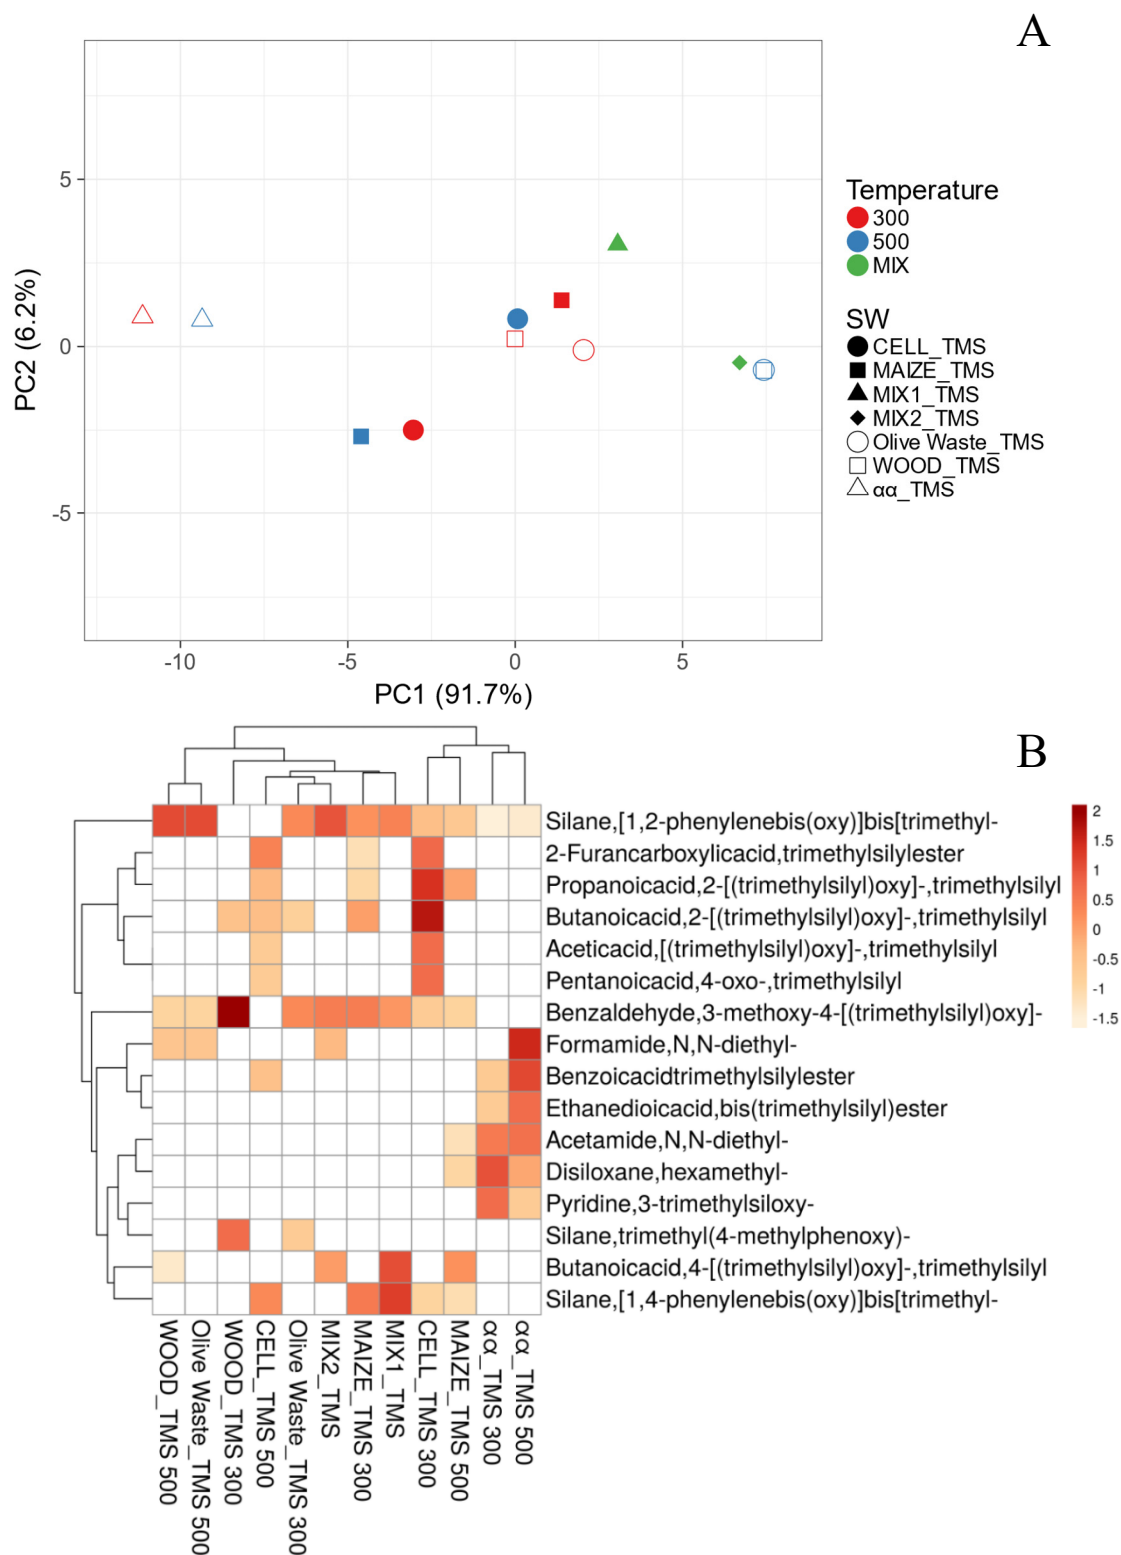 A
5
0
-5
PC2 (6.2%)
-10
-5
0
5
PC1 (91.7%)
Temperature
300
500
MIX
SW
CELL_TMS
MAIZE_TMS
MIX1_TMS
MIX2_TMS
Olive Waste_TMS
WOOD_TMS
αα_TMS
B
Silane,[1,2-phenylenebis(oxy)]bis[trimethyl-
2-Furancarboxylicacid,trimethylsilylester
Propanoicacid,2-[(trimethylsilyl)oxy]-,trimethylsilyl
Butanoicacid,2-[(trimethylsilyl)oxy]-,trimethylsilyl
Aceticacid,[(trimethylsilyl)oxy]-,trimethylsilyl
Pentanoicacid,4-oxo-,trimethylsilyl
Benzaldehyde,3-methoxy-4-[(trimethylsilyl)oxy]-
Formamide,N,N-diethyl-
Benzoicacidtrimethylsilylester
Ethanedioicacid,bis(trimethylsilyl)ester
Acetamide,N,N-diethyl-
Disiloxane,hexamethyl-
Pyridine,3-trimethylsiloxy-
Silane,trimethyl(4-methylphenoxy)-
Butanoicacid,4-[(trimethylsilyl)oxy]-,trimethylsilyl
Silane,[1,4-phenylenebis(oxy)]bis[trimethyl-
2
1.5
1
0.5
0
-0.5
-1
-1.5
WOOD_TMS 500
Olive Waste_TMS 500
WOOD_TMS 300
CELL_TMS 500
Olive Waste_TMS 300
MIX2_TMS
MAIZE_TMS 300
MIX1_TMS
CELL_TMS 300
MAIZE_TMS 500
αα_TMS 300
αα_TMS 500